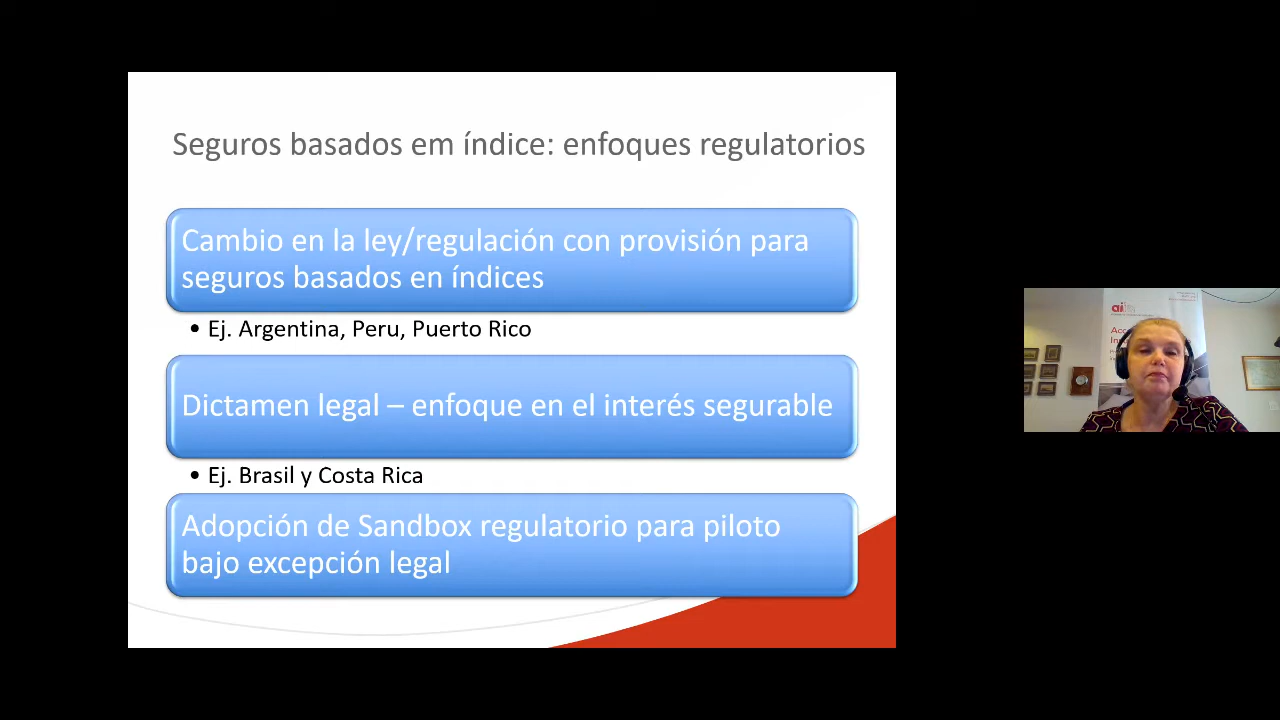 Seguros basados em índice: enfoques regulatorios
Cambio en la ley/regulación con provisión para
seguros basados en índices
• Ej. Argentina, Peru, Puerto Rico
Dictamen legal – enfoque en el interés segurable
• Ej. Brasil y Costa Rica
Adopción de Sandbox regulatorio para piloto
bajo excepción legal